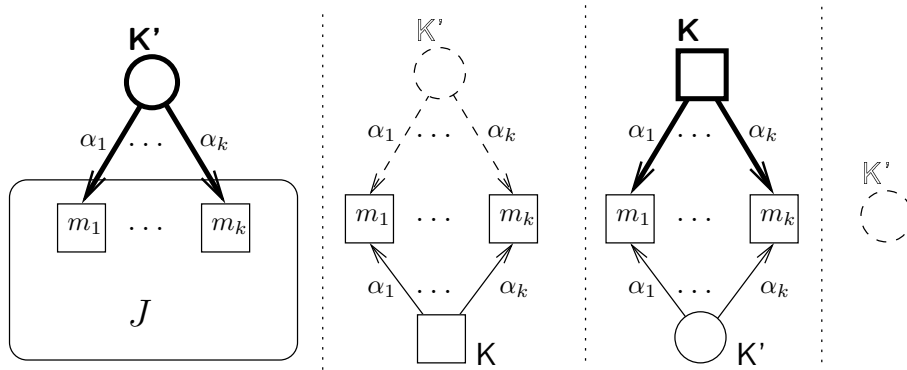 K’ K’ K
α₁ . . . αₖ α₁ . . . αₖ α₁ . . . αₖ K’
m₁ . . . mₖ m₁ . . . mₖ m₁ . . . mₖ
α₁ . . . αₖ α₁ . . . αₖ
J
K K’